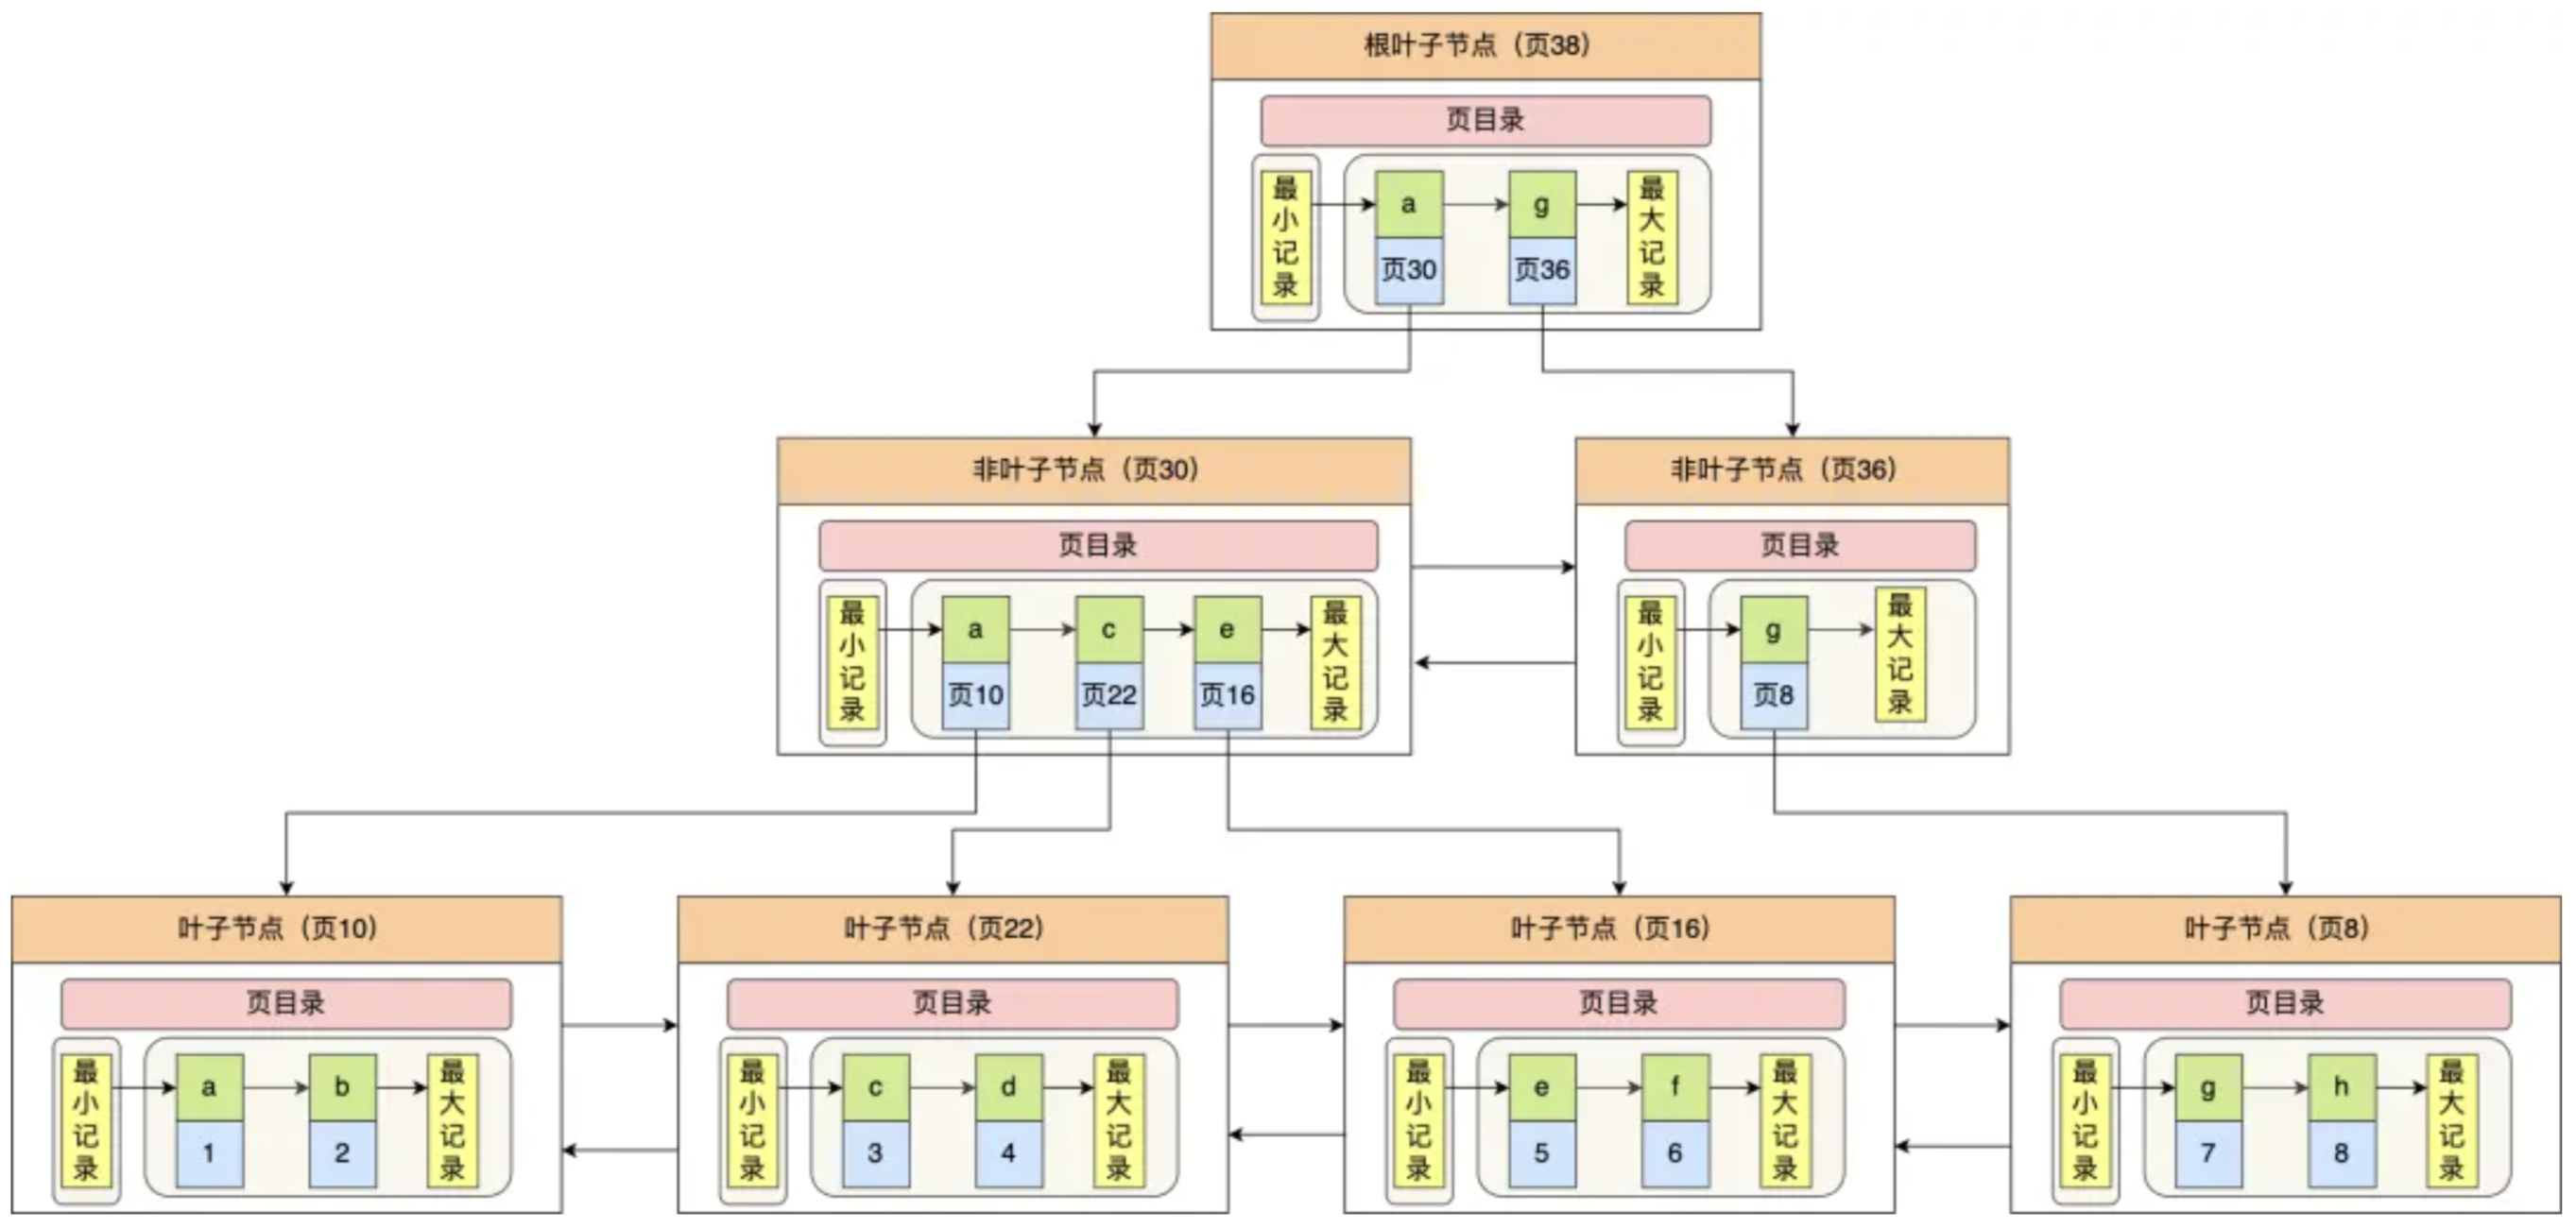 根叶子节点（页38）
页目录
最小记录
a
g
最大记录
页30
页36
非叶子节点（页30）
页目录
最小记录
a
c
e
最大记录
页10
页22
页16
非叶子节点（页36）
页目录
最小记录
g
最大记录
页8
叶子节点（页10）
页目录
最小记录
a
b
最大记录
1
2
叶子节点（页22）
页目录
最小记录
c
d
最大记录
3
4
叶子节点（页16）
页目录
最小记录
e
f
最大记录
5
6
叶子节点（页8）
页目录
最小记录
g
h
最大记录
7
8